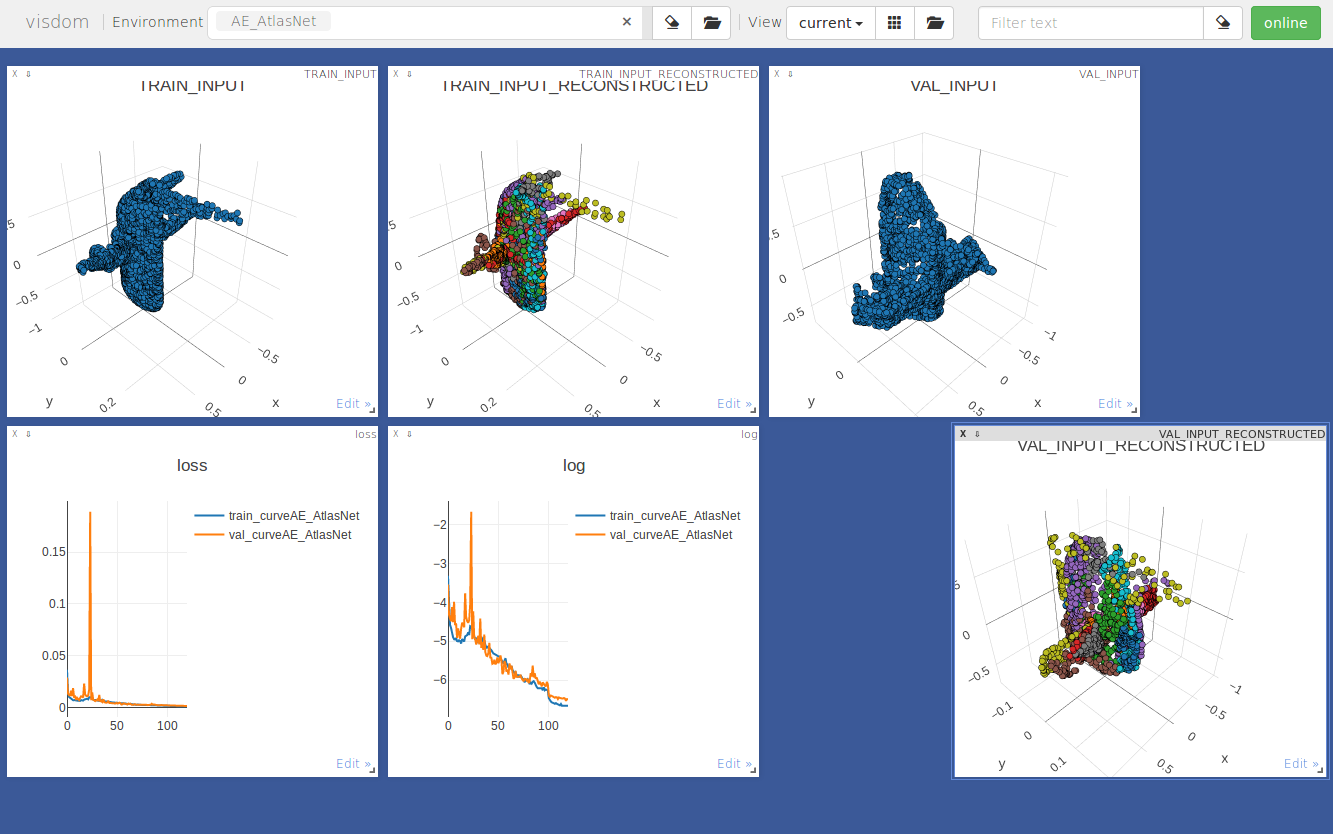 visdom Environment AE_AtlasNet × View current Filter text online
X ⇩ TRAIN_INPUT
TRAIN_INPUT
0
−0.5
−1
0
0.2
y
−0.5
0
0.5
x
Edit »
X ⇩ TRAIN_INPUT_RECONSTRUCTED
TRAIN_INPUT_RECONSTRUCTED
0
−0.5
−1
0
0.2
y
−0.5
0
0.5
x
Edit »
X ⇩ VAL_INPUT
VAL_INPUT
0
−0.5
0
y
−1
−0.5
0
0.5
x
Edit »
X ⇩ loss
loss
train_curveAE_AtlasNet
val_curveAE_AtlasNet
0.15
0.1
0.05
0
0 50 100
Edit »
X ⇩ log
log
train_curveAE_AtlasNet
val_curveAE_AtlasNet
−2
−3
−4
−5
−6
0 50 100
Edit »
X ⇩ VAL_INPUT_RECONSTRUCTED
VAL_INPUT_RECONSTRUCTED
0
−0.5
−0.1
0
0.1
y
−1
−0.5
0
0.5
x
Edit »